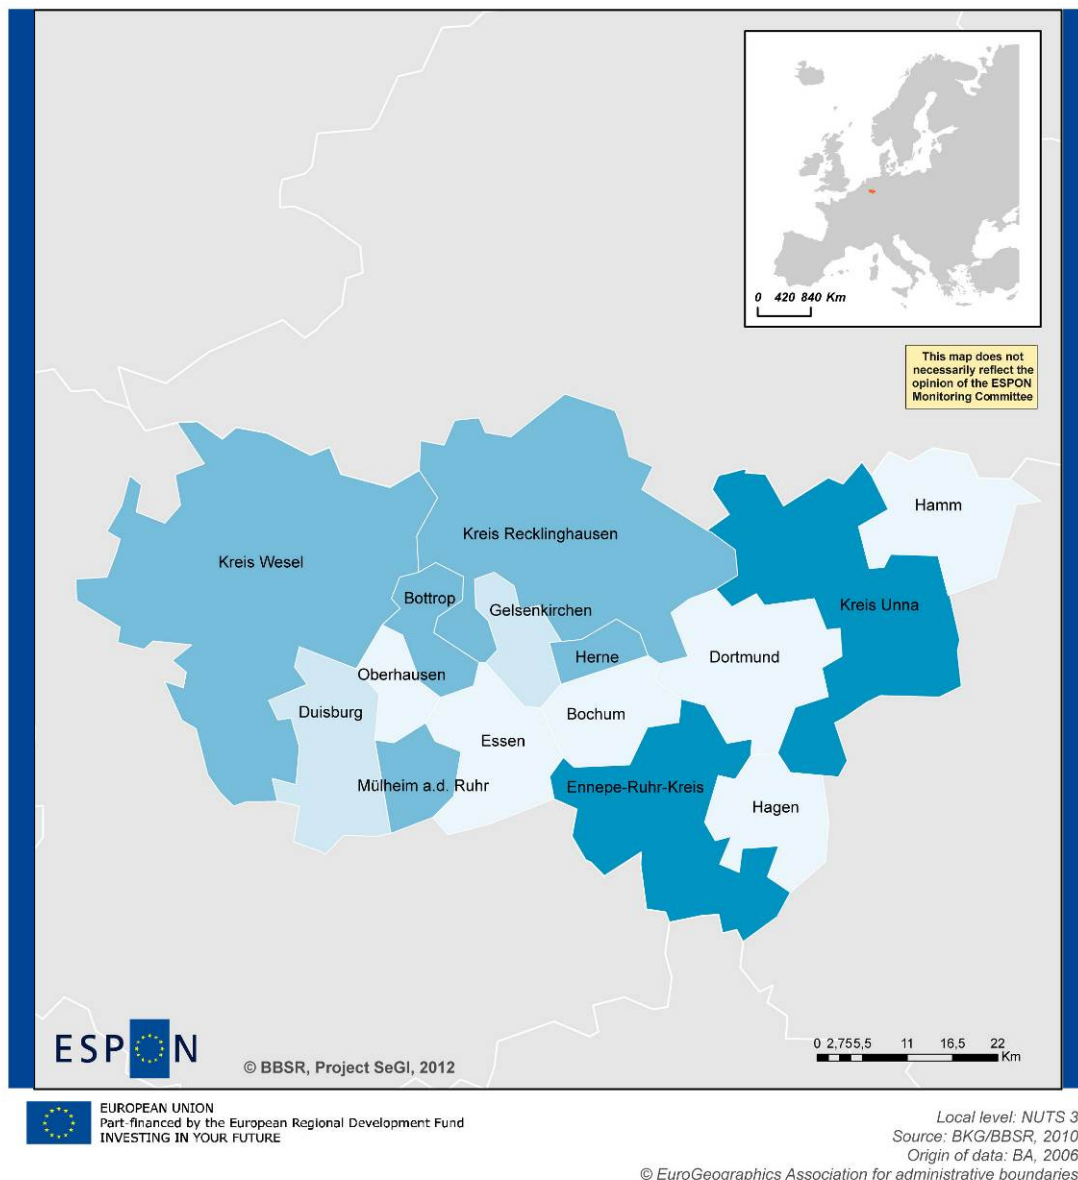 0 420 840 Km
This map does not
necessarily reflect the
opinion of the ESPON
Monitoring Committee
Hamm
Kreis Recklinghausen
Kreis Wesel
Bottrop
Gelsenkirchen
Kreis Unna
Herne
Dortmund
Oberhausen
Duisburg
Bochum
Essen
Mülheim a.d. Ruhr
Ennepe-Ruhr-Kreis
Hagen
ESPON
© BBSR, Project SeGI, 2012
0 2,755,5 11 16,5 22
Km
EUROPEAN UNION
Part-financed by the European Regional Development Fund
INVESTING IN YOUR FUTURE
Local level: NUTS 3
Source: BKG/BBSR, 2010
Origin of data: BA, 2006
© EuroGeographics Association for administrative boundaries